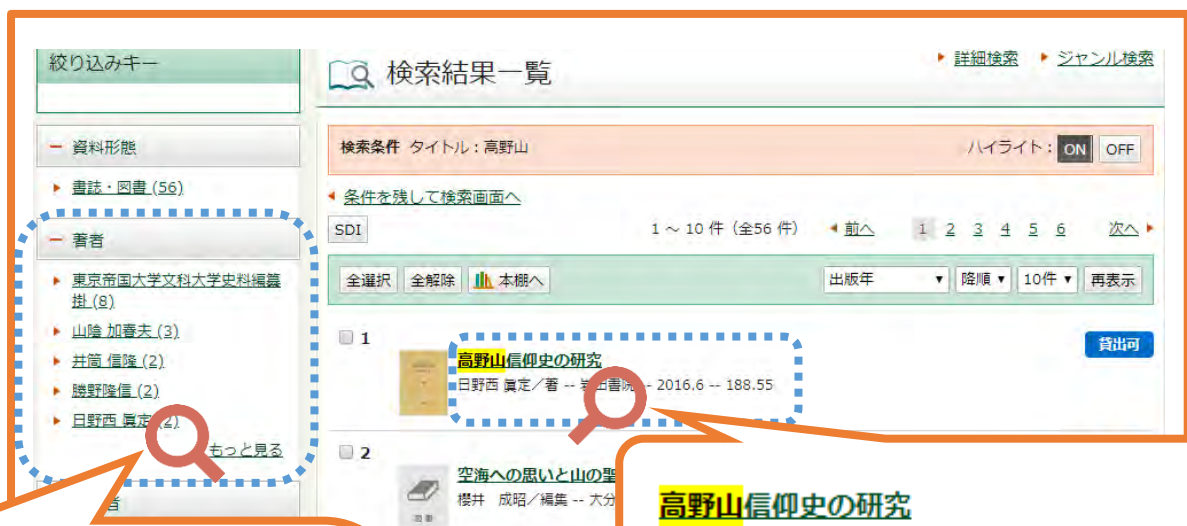 絞り込みキー
検索結果一覧
詳細検索 ジャンル検索
資料形態
書誌・図書 (56)
著者
東京帝国大学文科大学史料編纂
掛 (8)
山陰 加春夫 (3)
井筒 信隆 (2)
勝野隆信 (2)
日野西 眞定 (2)
もっと見る
者
検索条件 タイトル：高野山
ハイライト： ON OFF
条件を残して検索画面へ
SDI
1 ～ 10 件（全56 件） 前へ 1 2 3 4 5 6 次へ
全選択 全解除 本棚へ
出版年 降順 10件 再表示
1
高野山信仰史の研究
貸出可
日野西 眞定／著 -- 岩田書院 -- 2016.6 -- 188.55
2
空海への思いと山の聖
櫻井 成昭／編集 -- 大分
図書
高野山信仰史の研究